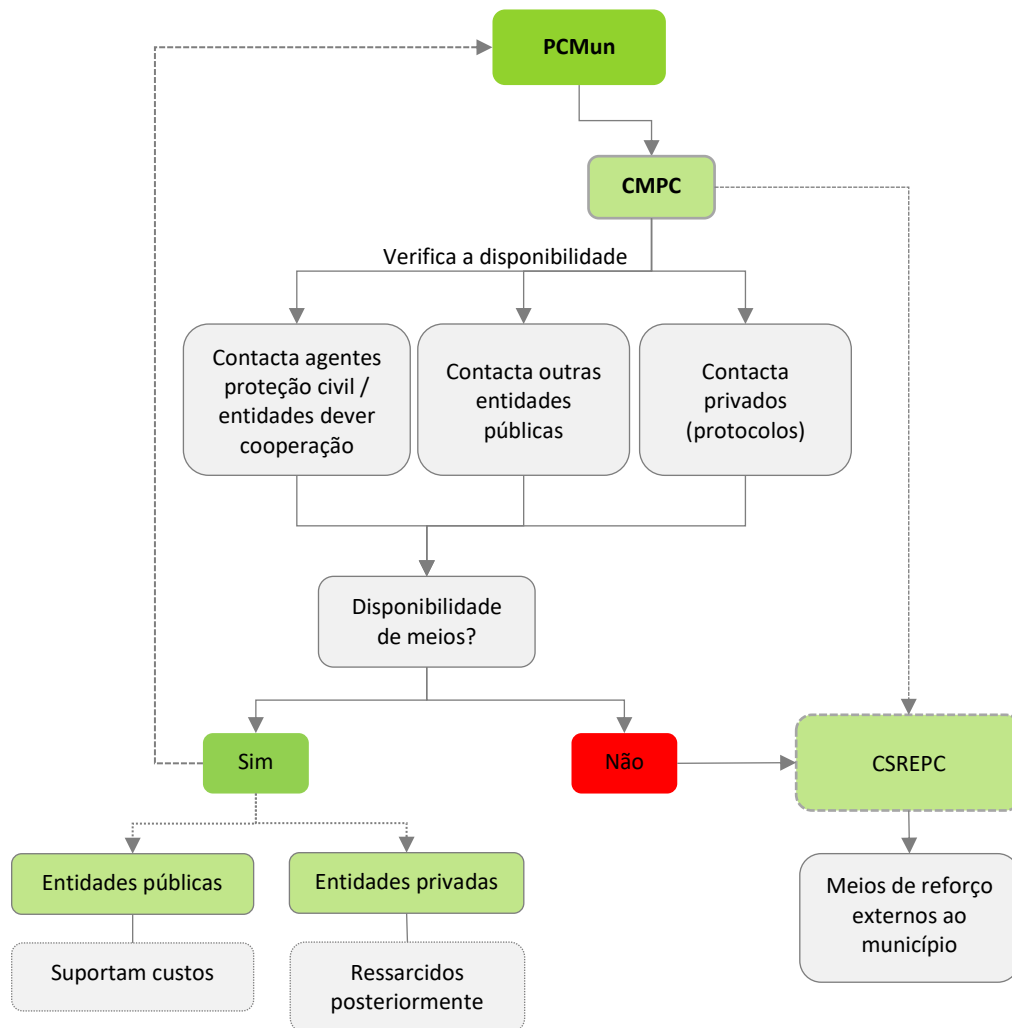 PCMun
CMPC
Verifica a disponibilidade
Contacta agentes
proteção civil /
entidades dever
cooperação
Contacta outras
entidades
públicas
Contacta
privados
(protocolos)
Disponibilidade
de meios?
Sim
Não
CSREPC
Entidades públicas
Entidades privadas
Meios de reforço
externos ao
município
Suportam custos
Ressarcidos
posteriormente